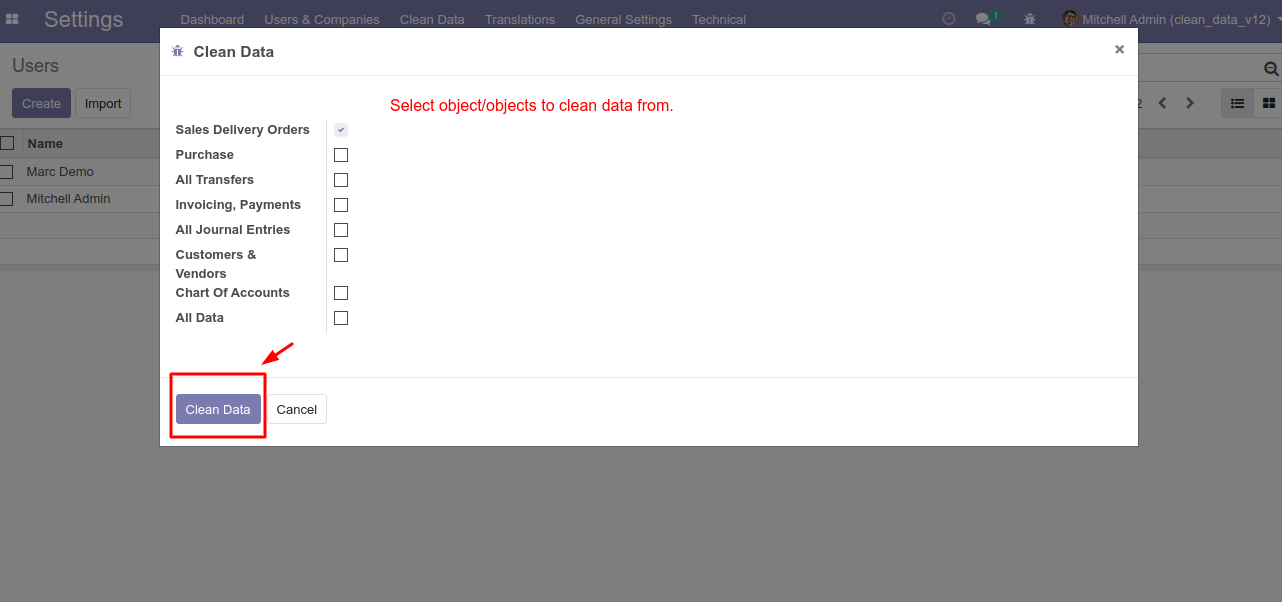 Settings Dashboard Users & Companies Clean Data Translations General Settings Technical 1 Mitchell Admin (clean_data_v12)
Clean Data ×
Users
Create Import
2
Select object/objects to clean data from.
Sales Delivery Orders
Purchase
All Transfers
Invoicing, Payments
All Journal Entries
Customers &
Vendors
Chart Of Accounts
All Data
Name
Marc Demo
Mitchell Admin
Clean Data Cancel